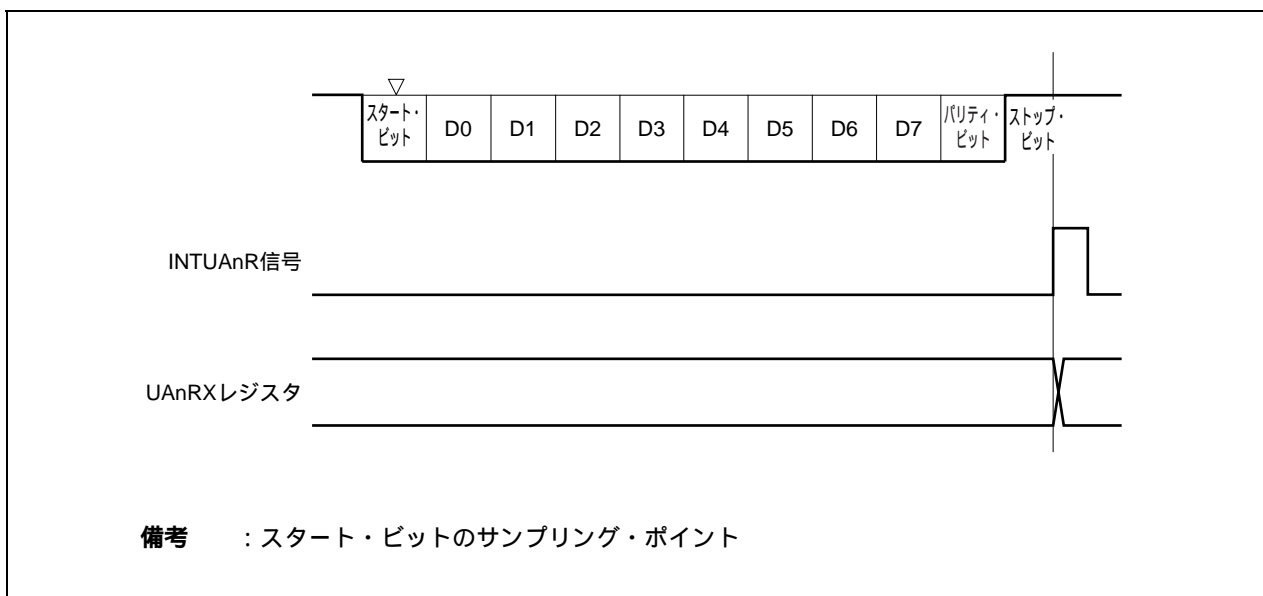 スタート・
ビット
D0
D1
D2
D3
D4
D5
D6
D7
パリティ・
ビット
ストップ・
ビット
INTUAnR信号
UAnRXレジスタ
備考 ：スタート・ビットのサンプリング・ポイント